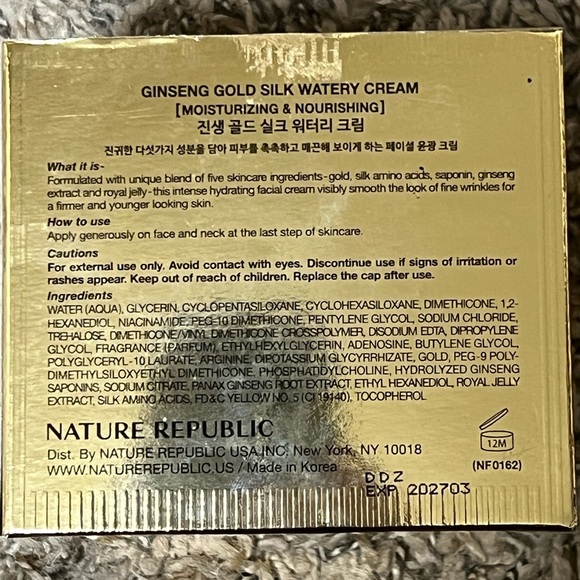 GINSENG GOLD SILK WATERY CREAM
[MOISTURIZING & NOURISHING]
진생 골드 실크 워터리 크림
진귀한 다섯가지 성분을 담아 피부를 촉촉하고 매끈해 보이게 하는 페이셜 윤광 크림
What it is-
Formulated with unique blend of five skincare ingredients-gold, silk amino acids, saponin, ginseng
extract and royal jelly-this intense hydrating facial cream visibly smooth the look of fine wrinkles for
a firmer and younger looking skin.
How to use
Apply generously on face and neck at the last step of skincare.
Cautions
For external use only. Avoid contact with eyes. Discontinue use if signs of irritation or
rashes appear. Keep out of reach of children. Replace the cap after use.
Ingredients
WATER (AQUA), GLYCERIN, CYCLOPENTASILOXANE, CYCLOHEXASILOXANE, DIMETHICONE, 1,2-
HEXANEDIOL, NIACINAMIDE, PEG-10 DIMETHICONE, PENTYLENE GLYCOL, SODIUM CHLORIDE,
TREHALOSE, DIMETHICONE/VINYL DIMETHICONE CROSSPOLYMER, DISODIUM EDTA, DIPROPYLENE
GLYCOL, FRAGRANCE (PARFUM), ETHYLHEXYLGLYCERIN, ADENOSINE, BUTYLENE GLYCOL,
POLYGLYCERYL-10 LAURATE, ARGININE, DIPOTASSIUM GLYCYRRHIZATE, GOLD, PEG-9 POLY-
DIMETHYLSILOXYETHYL DIMETHICONE, PHOSPHATIDYLCHOLINE, HYDROLYZED GINSENG
SAPONINS, SODIUM CITRATE, PANAX GINSENG ROOT EXTRACT, ETHYL HEXANEDIOL, ROYAL JELLY
EXTRACT, SILK AMINO ACIDS, FD&C YELLOW NO. 5 (CI 19140), TOCOPHEROL
NATURE REPUBLIC
Dist. By NATURE REPUBLIC USA,INC, New York, NY 10018
WWW.NATUREREPUBLIC.US / Made in Korea
12M
(NF0162)
DDZ
EXP 202703